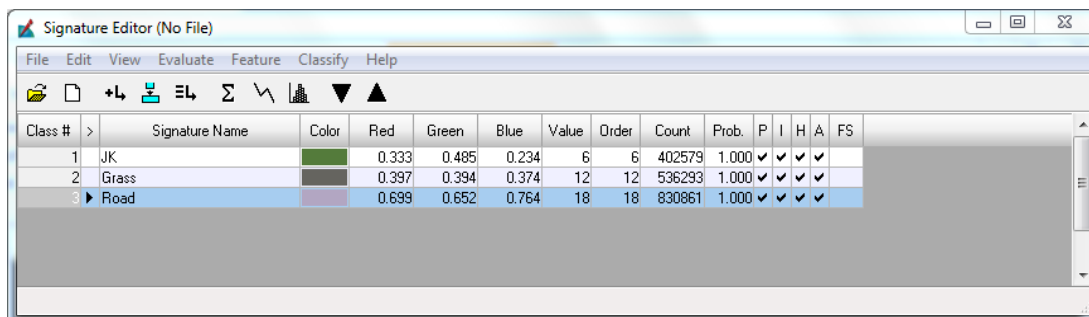 Signature Editor (No File)
File Edit View Evaluate Feature Classify Help
Σ
Class # > Signature Name Color Red Green Blue Value Order Count Prob. P I H A FS
1 JK 0.333 0.485 0.234 6 6 402579 1.000 ✔ ✔ ✔ ✔
2 Grass 0.397 0.394 0.374 12 12 536293 1.000 ✔ ✔ ✔ ✔
3 Road 0.699 0.652 0.764 18 18 830861 1.000 ✔ ✔ ✔ ✔